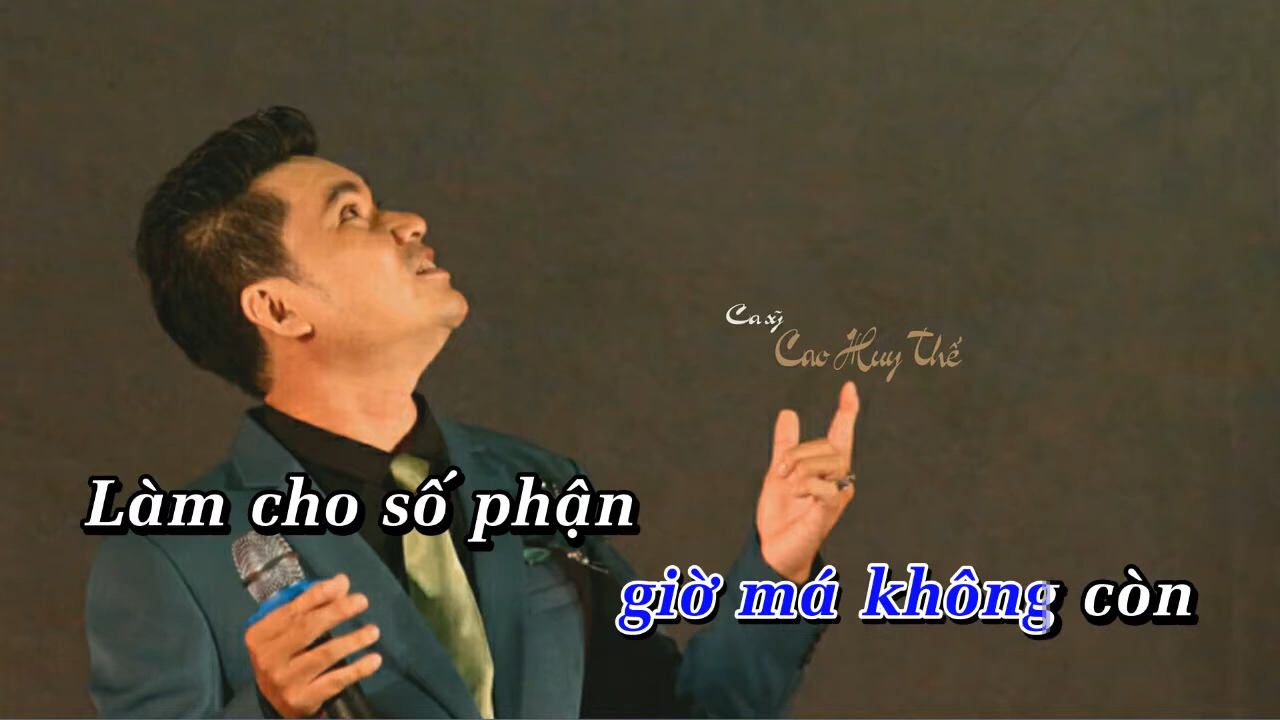 Ca sỹ
Cao Huy Thế
Làm cho số phận
giờ má không còn